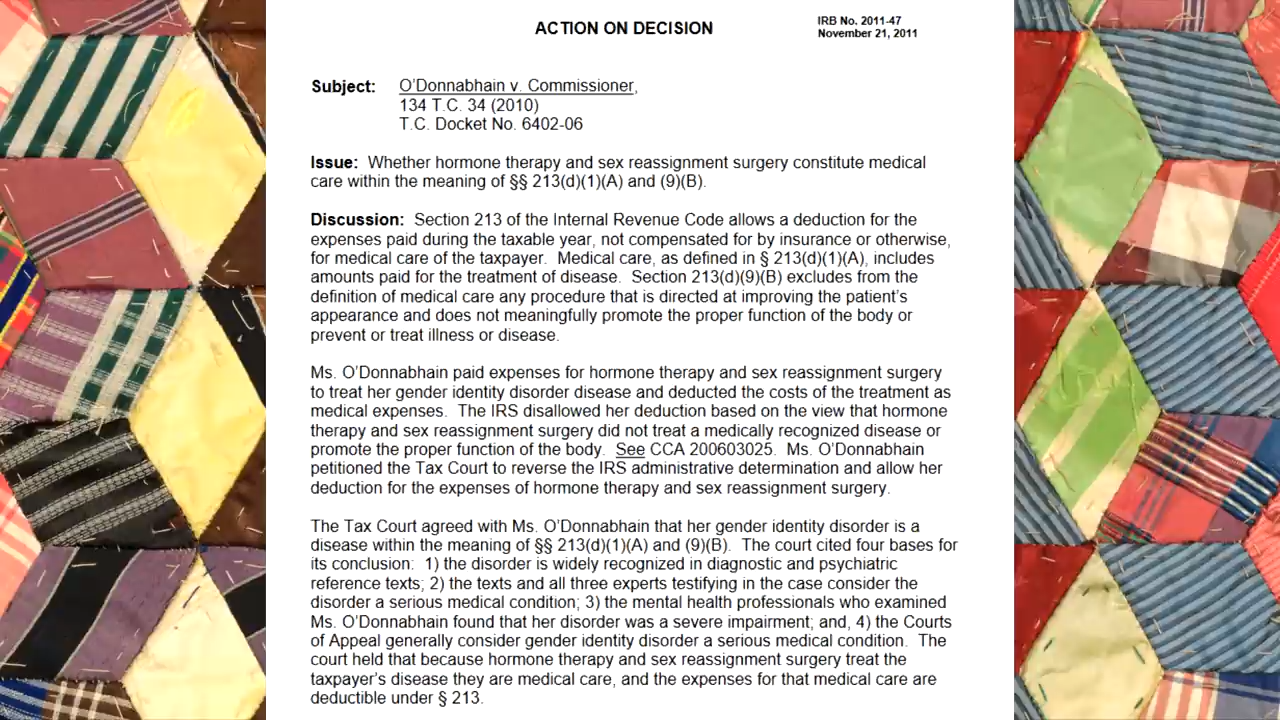 ACTION ON DECISION
IRB No. 2011-47
November 21, 2011
Subject: O'Donnabhain v. Commissioner,
134 T.C. 34 (2010)
T.C. Docket No. 6402-06
Issue: Whether hormone therapy and sex reassignment surgery constitute medical
care within the meaning of §§ 213(d)(1)(A) and (9)(B).
Discussion: Section 213 of the Internal Revenue Code allows a deduction for the
expenses paid during the taxable year, not compensated for by insurance or otherwise,
for medical care of the taxpayer. Medical care, as defined in § 213(d)(1)(A), includes
amounts paid for the treatment of disease. Section 213(d)(9)(B) excludes from the
definition of medical care any procedure that is directed at improving the patient's
appearance and does not meaningfully promote the proper function of the body or
prevent or treat illness or disease.
Ms. O'Donnabhain paid expenses for hormone therapy and sex reassignment surgery
to treat her gender identity disorder disease and deducted the costs of the treatment as
medical expenses. The IRS disallowed her deduction based on the view that hormone
therapy and sex reassignment surgery did not treat a medically recognized disease or
promote the proper function of the body. See CCA 200603025. Ms. O'Donnabhain
petitioned the Tax Court to reverse the IRS administrative determination and allow her
deduction for the expenses of hormone therapy and sex reassignment surgery.
The Tax Court agreed with Ms. O'Donnabhain that her gender identity disorder is a
disease within the meaning of §§ 213(d)(1)(A) and (9)(B). The court cited four bases for
its conclusion: 1) the disorder is widely recognized in diagnostic and psychiatric
reference texts; 2) the texts and all three experts testifying in the case consider the
disorder a serious medical condition; 3) the mental health professionals who examined
Ms. O'Donnabhain found that her disorder was a severe impairment; and, 4) the Courts
of Appeal generally consider gender identity disorder a serious medical condition. The
court held that because hormone therapy and sex reassignment surgery treat the
taxpayer's disease they are medical care, and the expenses for that medical care are
deductible under § 213.